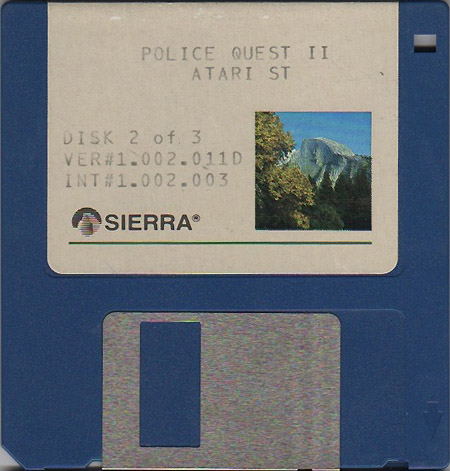 POLICE QUEST II
ATARI ST
DISK 2 of 3
VER#1.002.011D
INT#1.002.003
SIERRA®